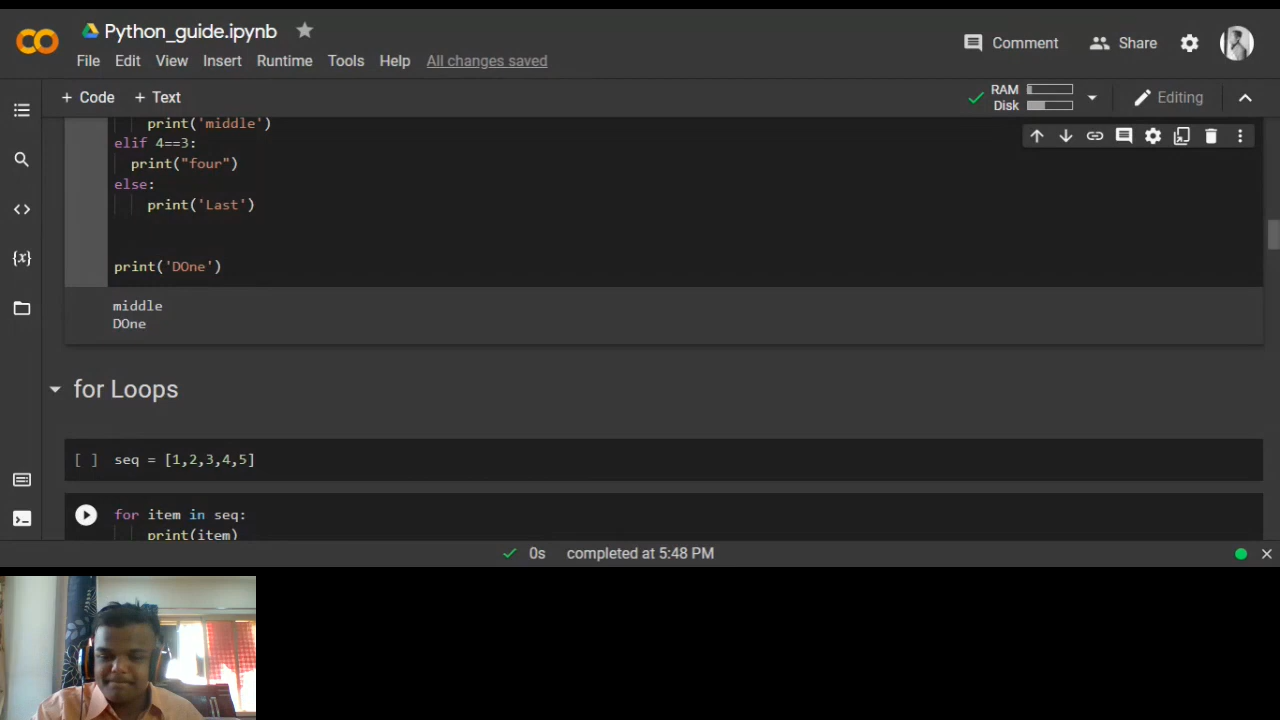 Python_guide.ipynb
File Edit View Insert Runtime Tools Help All changes saved
Comment Share
+ Code + Text
RAM
Disk
Editing
print('middle')
elif 4==3:
print("four")
else:
print('Last')
print('DOne')
middle
DOne
for Loops
[ ] seq = [1,2,3,4,5]
for item in seq:
print(item)
0s completed at 5:48 PM